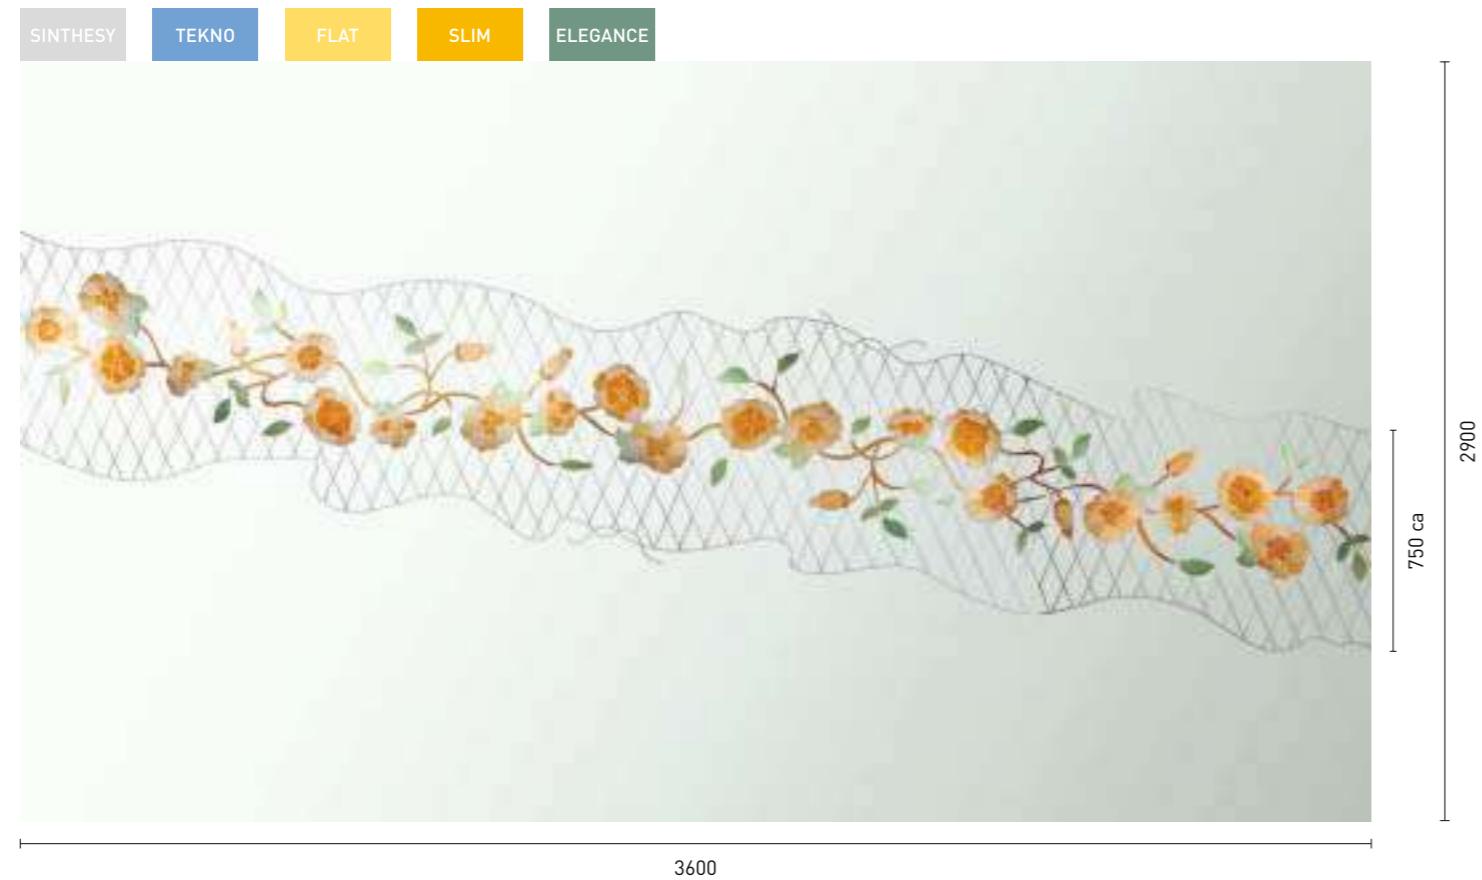 SINTHESY
TEKNO
FLAT
SLIM
ELEGANCE
2900
750 ca
3600